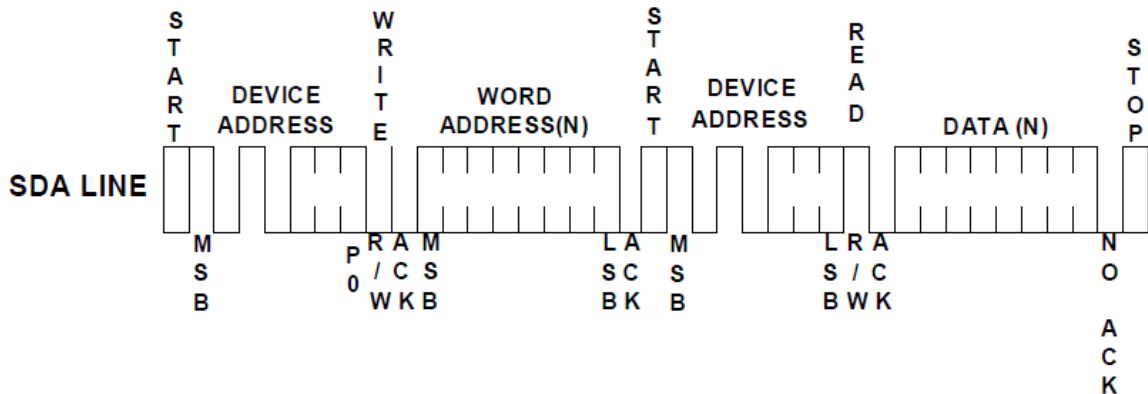 START
WRITE
START
READ
STOP
DEVICE
ADDRESS
WORD
ADDRESS(N)
DEVICE
ADDRESS
DATA (N)
SDA LINE
MSB
P0
R/W
ACK
MSB
LSB
ACK
MSB
LSB
R/W
ACK
NO ACK